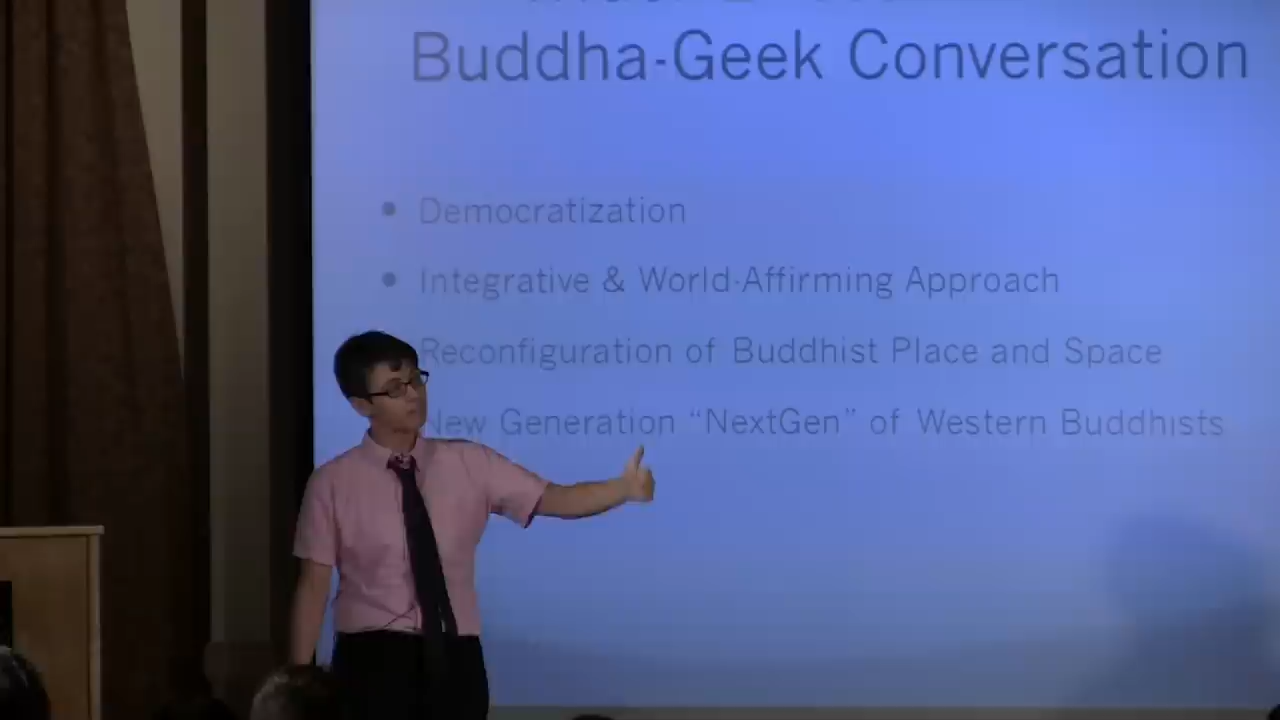 Buddha-Geek Conversation
• Democratization
• Integrative & World-Affirming Approach
Reconfiguration of Buddhist Place and Space
New Generation “NextGen” of Western Buddhists